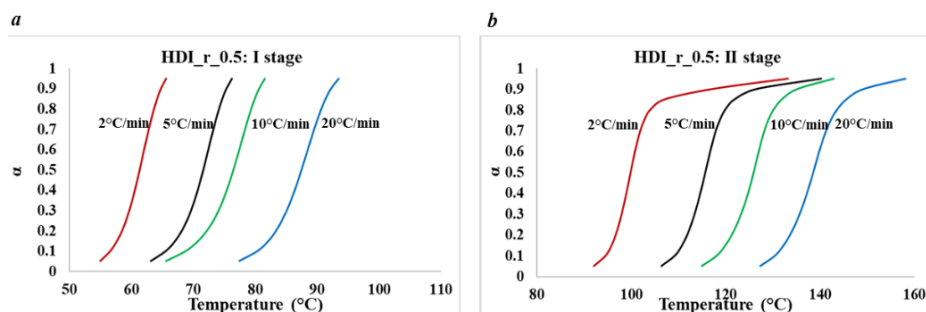 a
HDI_r_0.5: I stage
1
0.9
0.8
0.7
0.6
0.5
0.4
0.3
0.2
0.1
0
α
2°C/min
5°C/min
10°C/min
20°C/min
50 60 70 80 90 100 110
Temperature (°C)
b
HDI_r_0.5: II stage
1
0.9
0.8
0.7
0.6
0.5
0.4
0.3
0.2
0.1
0
α
2°C/min
5°C/min
10°C/min
20°C/min
80 100 120 140 160
Temperature (°C)